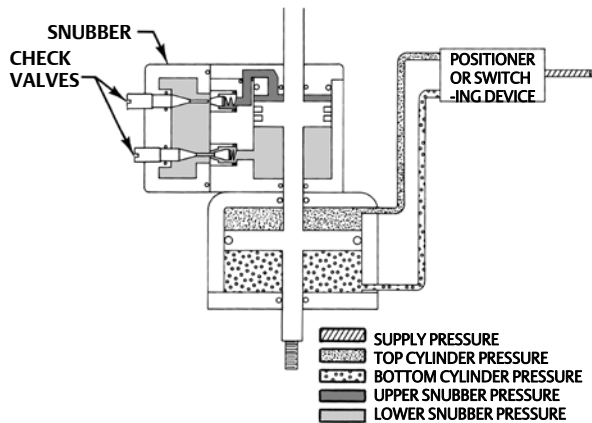 SNUBBER
CHECK
VALVES
POSITIONER
OR SWITCH
-ING DEVICE
SUPPLY PRESSURE
TOP CYLINDER PRESSURE
BOTTOM CYLINDER PRESSURE
UPPER SNUBBER PRESSURE
LOWER SNUBBER PRESSURE